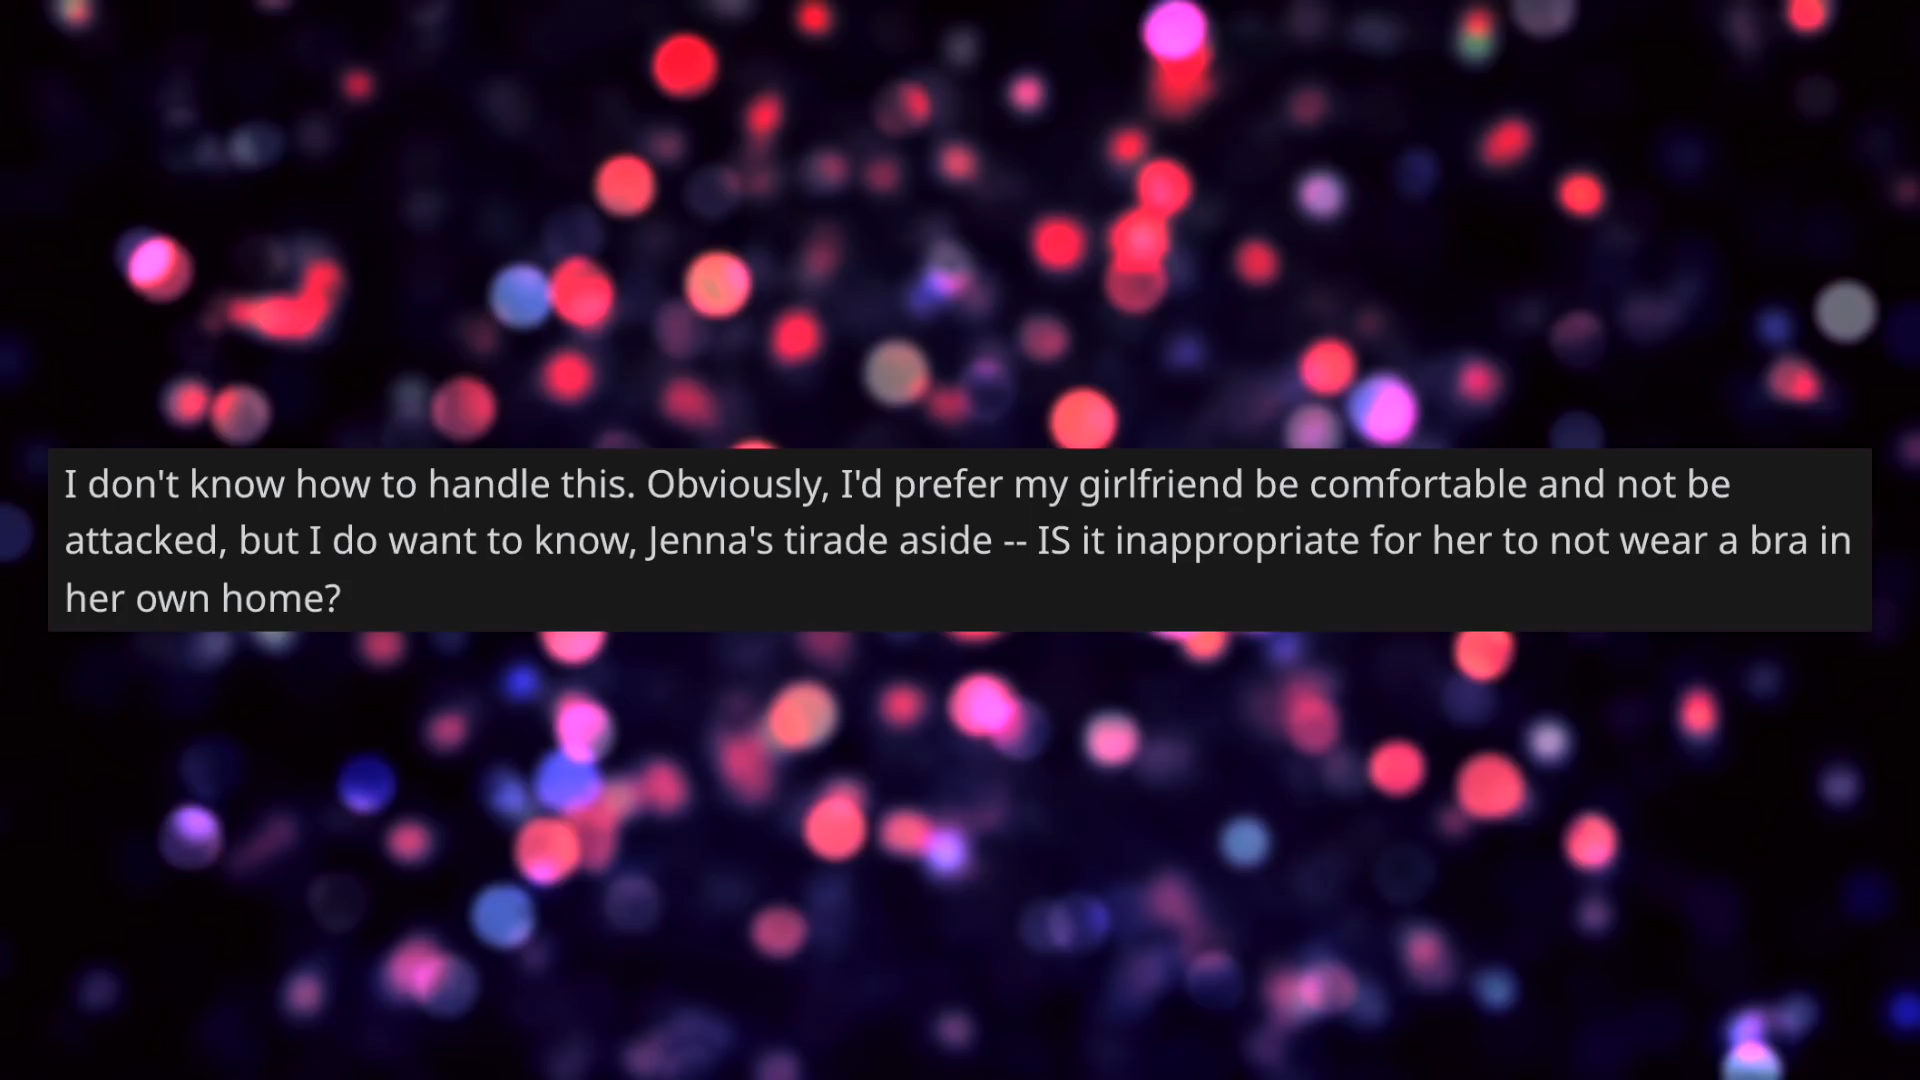 I don't know how to handle this. Obviously, I'd prefer my girlfriend be comfortable and not be
attacked, but I do want to know, Jenna's tirade aside -- IS it inappropriate for her to not wear a bra in
her own home?